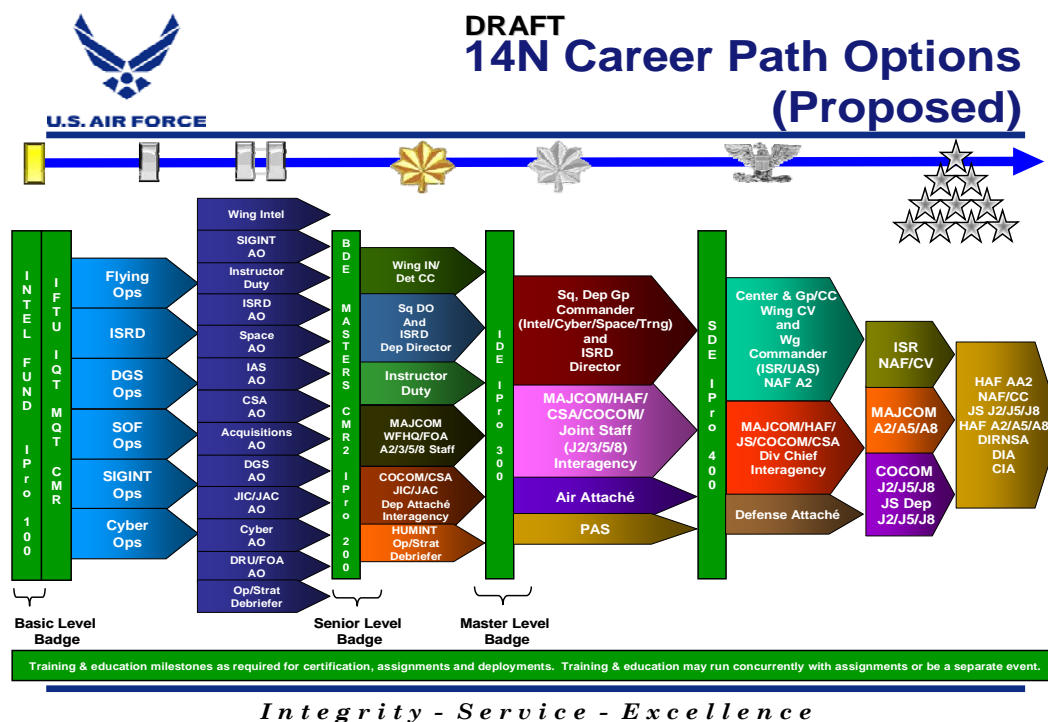 DRAFT
14N Career Path Options
(Proposed)
U.S. AIR FORCE
INTEL FUND IPro 100
IFTU IQT MQT CMR
Flying
Ops
ISRD
DGS
Ops
SOF
Ops
SIGINT
Ops
Cyber
Ops
Wing Intel
SIGINT
AO
Instructor
Duty
ISRD
AO
Space
AO
IAS
AO
CSA
AO
Acquisitions
AO
DGS
AO
JIC/JAC
AO
Cyber
AO
DRU/FOA
AO
Op/Strat
Debriefer
BDE MASTERS CMR2 IPro 200
Wing IN/
Det CC
Sq DO
And
ISRD
Dep Director
Instructor
Duty
MAJCOM
WFHQ/FOA
A2/3/5/8 Staff
COCOM/CSA
JIC/JAC
Dep Attaché
Interagency
HUMINT
Op/Strat
Debriefer
IDE IPro 300
Sq, Dep Gp
Commander
(Intel/Cyber/Space/Trng)
and
ISRD
Director
MAJCOM/HAF/
CSA/COCOM/
Joint Staff
(J2/3/5/8)
Interagency
Air Attaché
PAS
SDE IPro 400
Center & Gp/CC
Wing CV
and
Wg
Commander
(ISR/UAS)
NAF A2
MAJCOM/HAF/
JS/COCOM/CSA
Div Chief
Interagency
Defense Attaché
ISR
NAF/CV
MAJCOM
A2/A5/A8
COCOM
J2/J5/J8
JS Dep
J2/J5/J8
HAF AA2
NAF/CC
JS J2/J5/J8
HAF A2/A5/A8
DIRNSA
DIA
CIA
Basic Level
Badge
Senior Level
Badge
Master Level
Badge
Training & education milestones as required for certification, assignments and deployments. Training & education may run concurrently with assignments or be a separate event.
Integrity - Service - Excellence